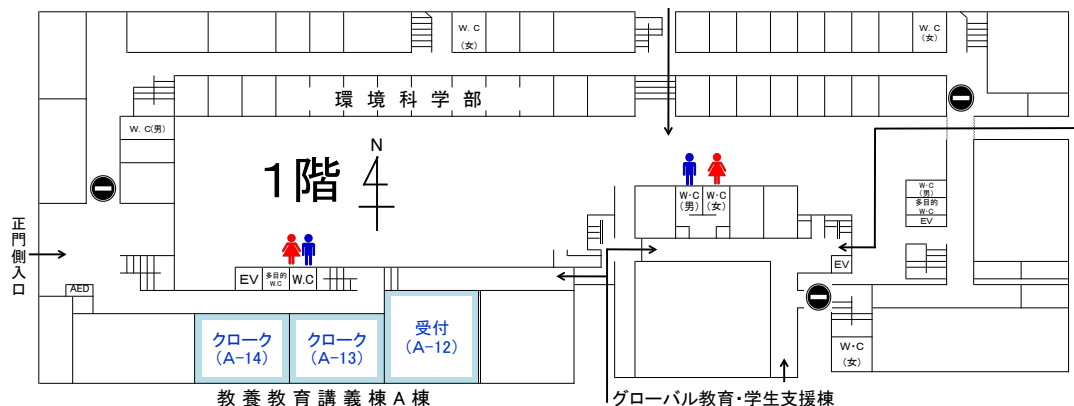 W. C
(女)
W. C
(女)
環境科学部
W. C(男)
1階
N
W・C
(男)
W・C
(女)
W・C
(男)
多目的
W・C
EV
正門側入口
EV
多目的
W.C
W.C
EV
AED
クローク
(A-14)
クローク
(A-13)
受付
(A-12)
W・C
(女)
教養教育講義棟A棟
グローバル教育・学生支援棟